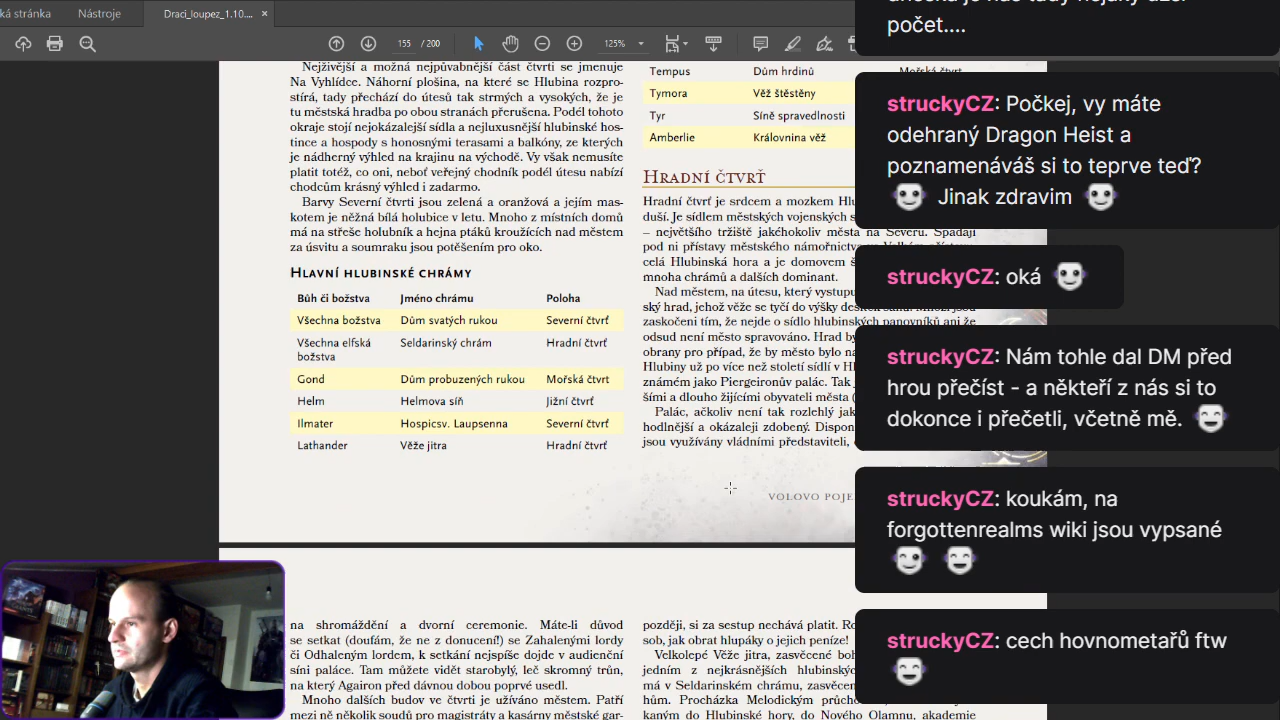 ká stránka
Nástroje
Draci_loupez_1.10....
×
155 / 200
125%
Nejživější a možná nejpůvabnější část čtvrti se jmenuje
Na Vyhlídce. Náhorní plošina, na které se Hlubina rozpro-
stírá, tady přechází do útesů tak strmých a vysokých, že je
tu městská hradba po obou stranách přerušena. Podél tohoto
okraje stojí nejokázalejší sídla a nejluxusnější hlubinské hos-
tince a hospody s honosnými terasami a balkóny, ze kterých
je nádherný výhled na krajinu na východě. Vy však nemusíte
platit totéž, co oni, neboť veřejný chodník podél útesu nabízí
chodcům krásný výhled i zadarmo.
Barvy Severní čtvrti jsou zelená a oranžová a jejím mas-
kotem je něžná bílá holubice v letu. Mnoho z místních domů
má na střeše holubník a hejna ptáků kroužících nad městem
za úsvitu a soumraku jsou potěšením pro oko.
Hlavní hlubinské chrámy
Bůh či božstva Jméno chrámu Poloha
Všechna božstva Dům svatých rukou Severní čtvrť
Všechna elfská božstva Seldarinský chrám Hradní čtvrť
Gond Dům probuzených rukou Mořská čtvrt
Helm Helmova síň Jižní čtvrť
Ilmater Hospicsv. Laupsenna Severní čtvrť
Lathander Věže jitra Hradní čtvrť
Tempus Dům hrdinů Mořská čtvrt
Tymora Věž štěstěny
Tyr Síně spravedlnosti
Amberlie Královnina věž
Hradní čtvrť
Hradní čtvrť je srdcem a mozkem Hlu
duší. Je sídlem městských vojenských s
– největšího tržiště jakéhokoliv města na Severu. Spadají
pod ni přístavy městského námořnictva
celá Hlubinská hora a je domovem š
mnoha chrámů a dalších dominant.
Nad městem, na útesu, který vystupu
ský hrad, jehož věže se tyčí do výšky
zaskočeni tím, že nejde o sídlo hlubinských panovníků ani že
odsud není město spravováno. Hrad by
obrany pro případ, že by město bylo na
Hlubiny už po více než století sídlí v Hl
známém jako Piergeironův palác. Tak j
šími a dlouho žijícími obyvateli města (
Palác, ačkoliv není tak rozlehlý jak
hodlnější a okázaleji zdobený. Dispon
jsou využívány vládními představiteli,
VOLOVO POJE
na shromáždění a dvorní ceremonie. Máte-li důvod
se setkat (doufám, že ne z donucení!) se Zahalenými lordy
či Odhaleným lordem, k setkání nejspíše dojde v audienční
síni paláce. Tam můžete vidět starobylý, leč skromný trůn,
na který Agairon před dávnou dobou poprvé usedl.
Mnoho dalších budov ve čtvrti je užíváno městem. Patří
mezi ně několik soudů pro magistráty a kasárny městské gar-
později, si za sestup nechává platit. Ro
sob, jak obrat hlupáky o jejich peníze!
Velkolepé Věže jitra, zasvěcené boh
jedním z nejkrásnějších hlubinských
má v Seldarinském chrámu, zasvěcen
hům. Procházka Melodickým průcho
kaným do Hlubinské hory, do Nového Olamnu, akademie
počet....
struckyCZ: Počkej, vy máte
odehraný Dragon Heist a
poznamenáváš si to teprve teď?
Jinak zdravim
struckyCZ: oká
struckyCZ: Nám tohle dal DM před
hrou přečíst - a někteří z nás si to
dokonce i přečetli, včetně mě.
struckyCZ: koukám, na
forgottenrealms wiki jsou vypsané
struckyCZ: cech hovnometařů ftw